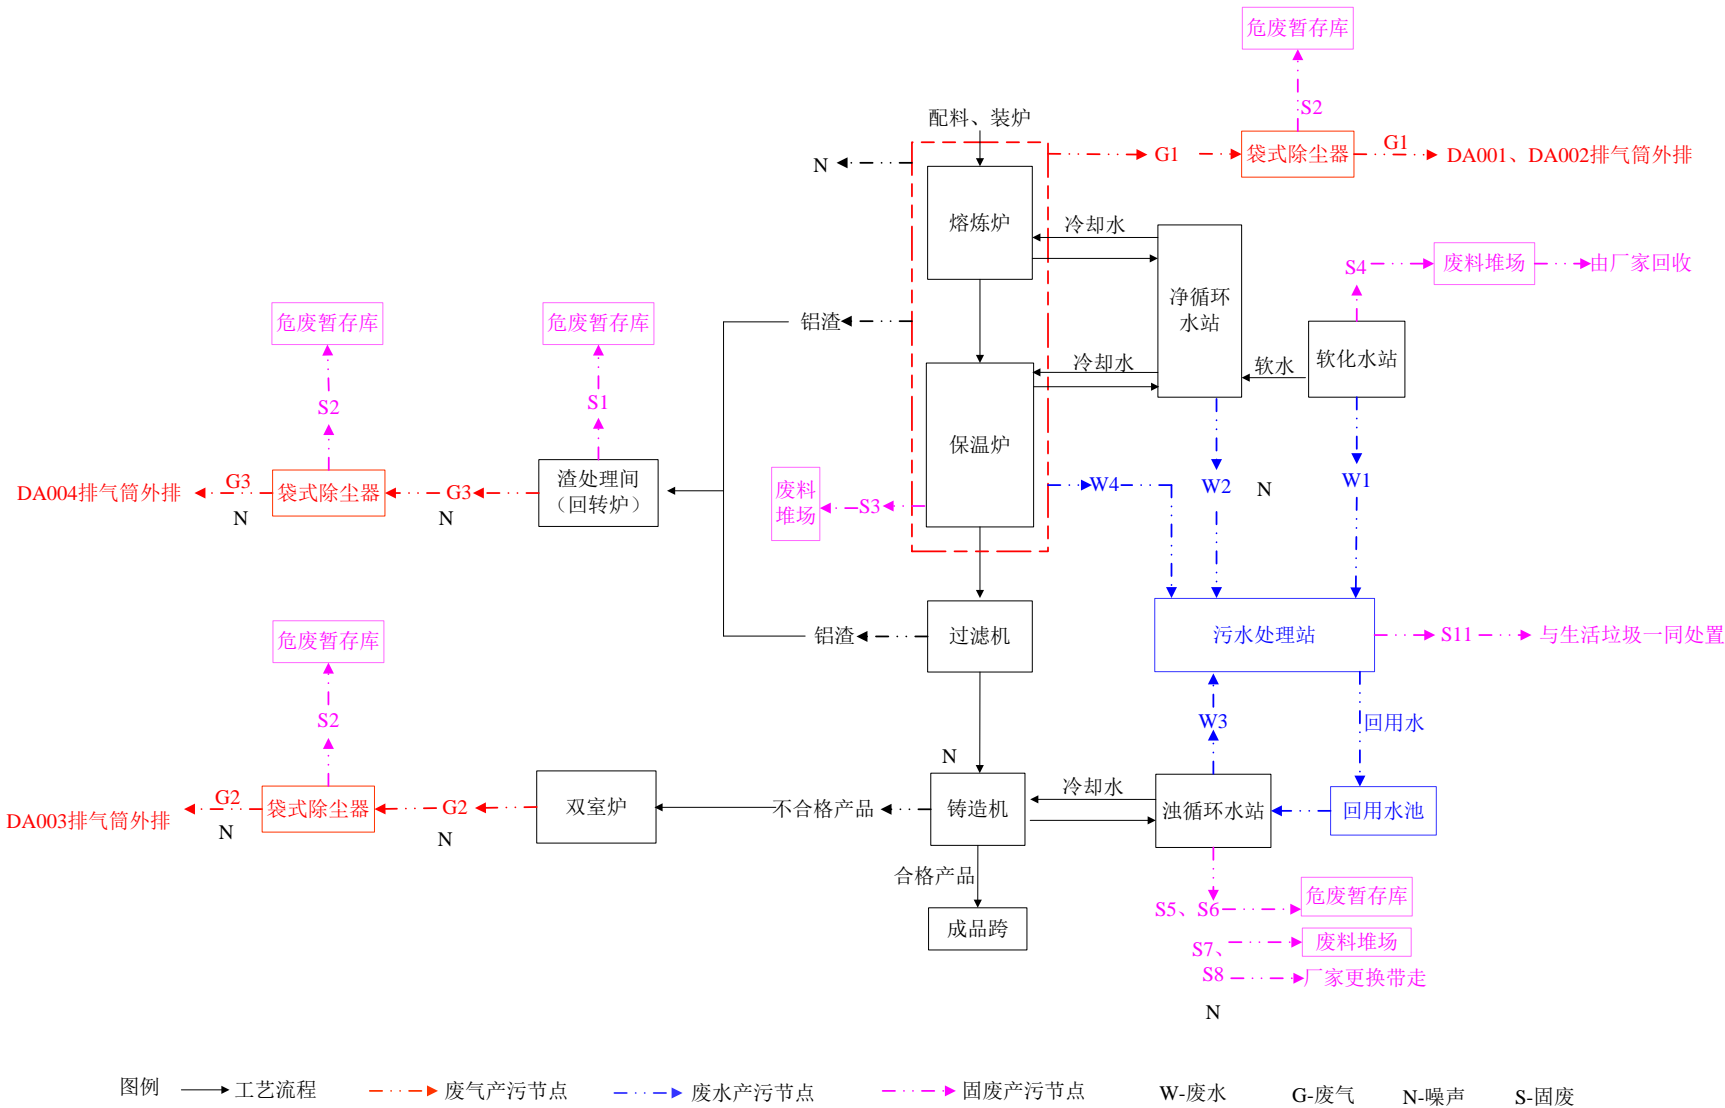 危废暂存库
S2
配料、装炉
N
G1
袋式除尘器
G1
DA001、DA002排气筒外排
熔炼炉
冷却水
净循环
水站
S4
废料堆场
由厂家回收
危废暂存库
危废暂存库
铝渣
冷却水
软水
软化水站
S2
S1
保温炉
DA004排气筒外排
G3
N
袋式除尘器
G3
N
渣处理间
（回转炉）
废料
堆场
S3
W4
W2
N
W1
危废暂存库
铝渣
过滤机
污水处理站
S11
与生活垃圾一同处置
S2
W3
回用水
N
DA003排气筒外排
G2
N
袋式除尘器
G2
N
双室炉
不合格产品
铸造机
冷却水
浊循环水站
回用水池
合格产品
成品跨
S5、S6
危废暂存库
S7、
废料堆场
S8
厂家更换带走
N
图例
工艺流程
废气产污节点
废水产污节点
固废产污节点
W-废水
G-废气
N-噪声
S-固废